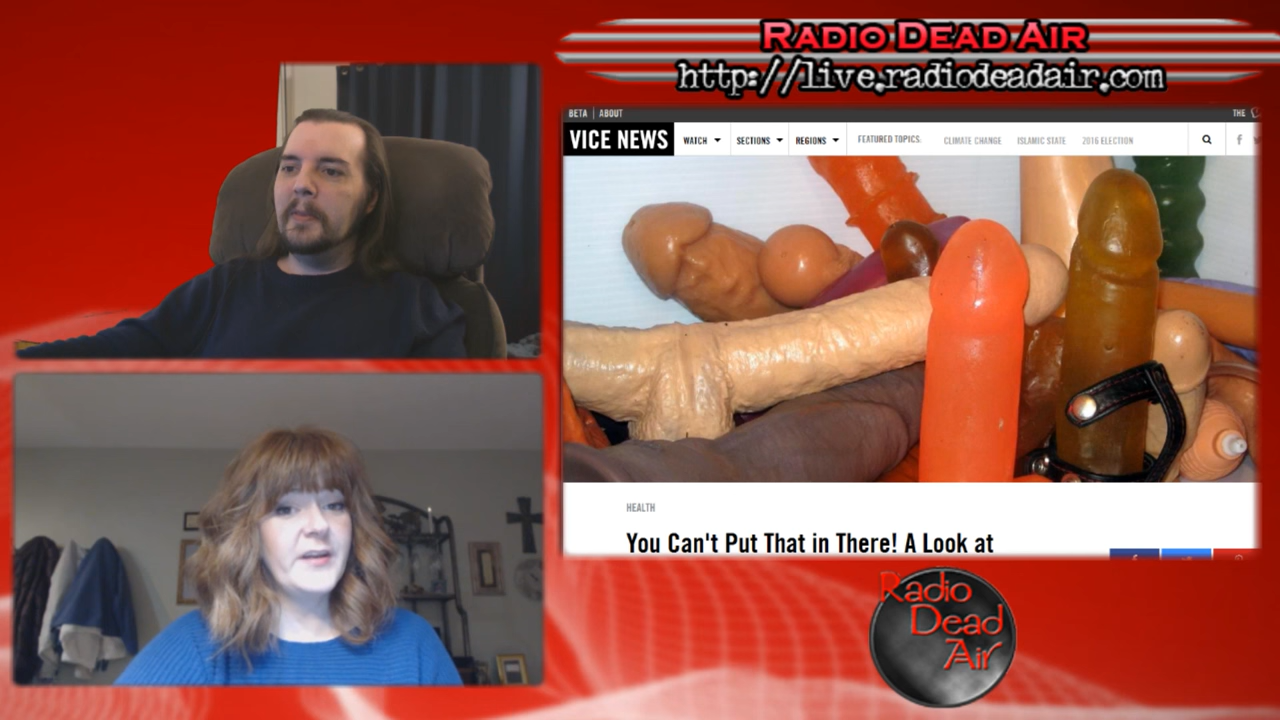 RADIO DEAD AIR
http://live.radiodeadair.com
BETA | ABOUT
THE
VICE NEWS
WATCH
SECTIONS
REGIONS
FEATURED TOPICS:
CLIMATE CHANGE
ISLAMIC STATE
2016 ELECTION
HEALTH
You Can't Put That in There! A Look at
Radio
Dead
Air